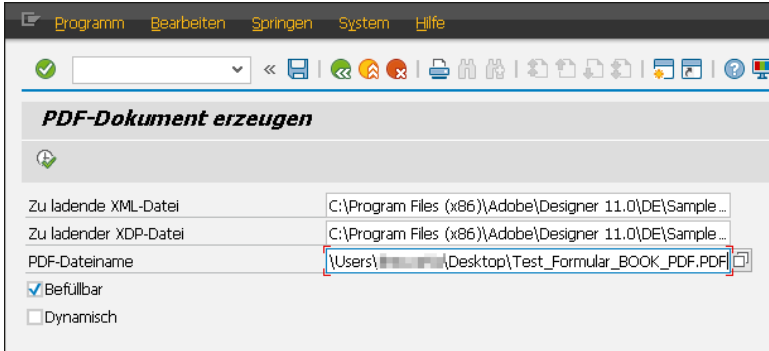 Programm Bearbeiten Springen System Hilfe
PDF-Dokument erzeugen
Zu ladende XML-Datei C:\Program Files (x86)\Adobe\Designer 11.0\DE\Sample...
Zu ladender XDP-Datei C:\Program Files (x86)\Adobe\Designer 11.0\DE\Sample...
PDF-Dateiname \Users\ \Desktop\Test_Formular_BOOK_PDF.PDF
Befüllbar
Dynamisch